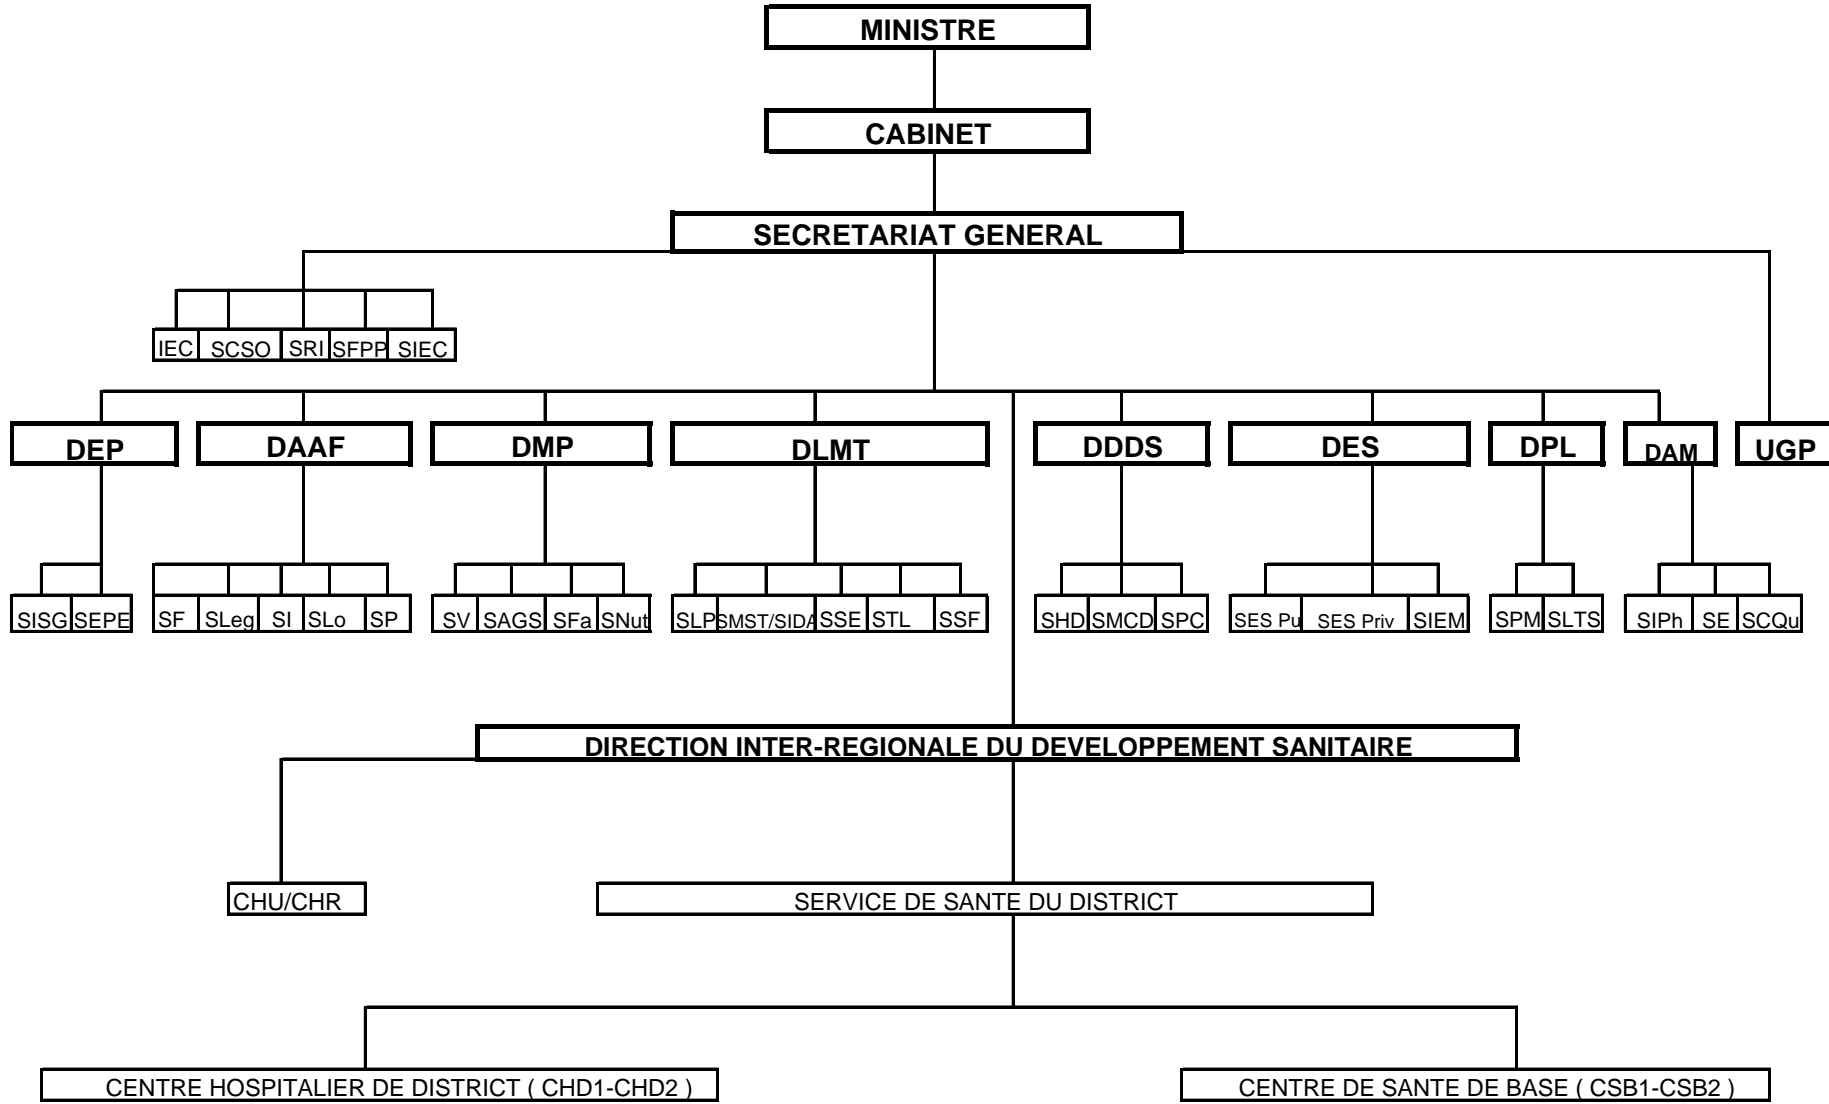 MINISTRE
CABINET
SECRETARIAT GENERAL
IEC SCSO SRI SFPP SIEC
DEP DAAF DMP DLMT DDDS DES DPL DAM UGP
SISG SEPE SF SLeg SI SLo SP SV SAGS SFa SNut SLP SMST/SIDA SSE STL SSF SHD SMCD SPC SES Pu SES Priv SIEM SPM SLTS SIPh SE SCQu
DIRECTION INTER-REGIONALE DU DEVELOPPEMENT SANITAIRE
CHU/CHR SERVICE DE SANTE DU DISTRICT
CENTRE HOSPITALIER DE DISTRICT ( CHD1-CHD2 ) CENTRE DE SANTE DE BASE ( CSB1-CSB2 )